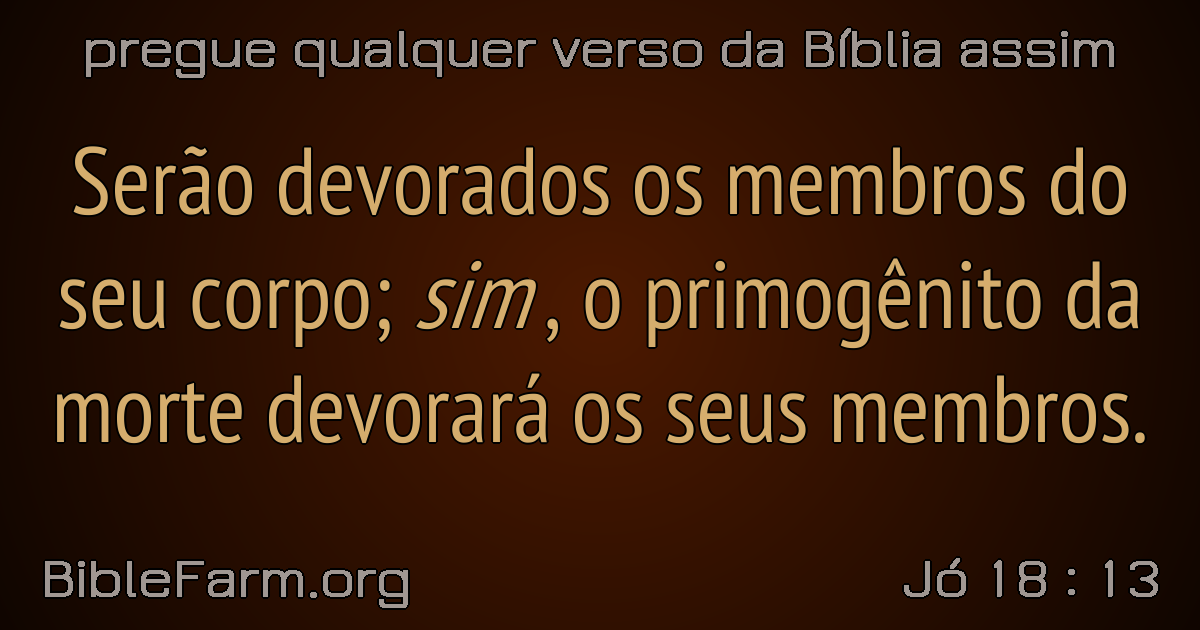 pregue qualquer verso da Bíblia assim
Serão devorados os membros do
seu corpo; sim, o primogênito da
morte devorará os seus membros.
BibleFarm.org
Jó 18 : 13